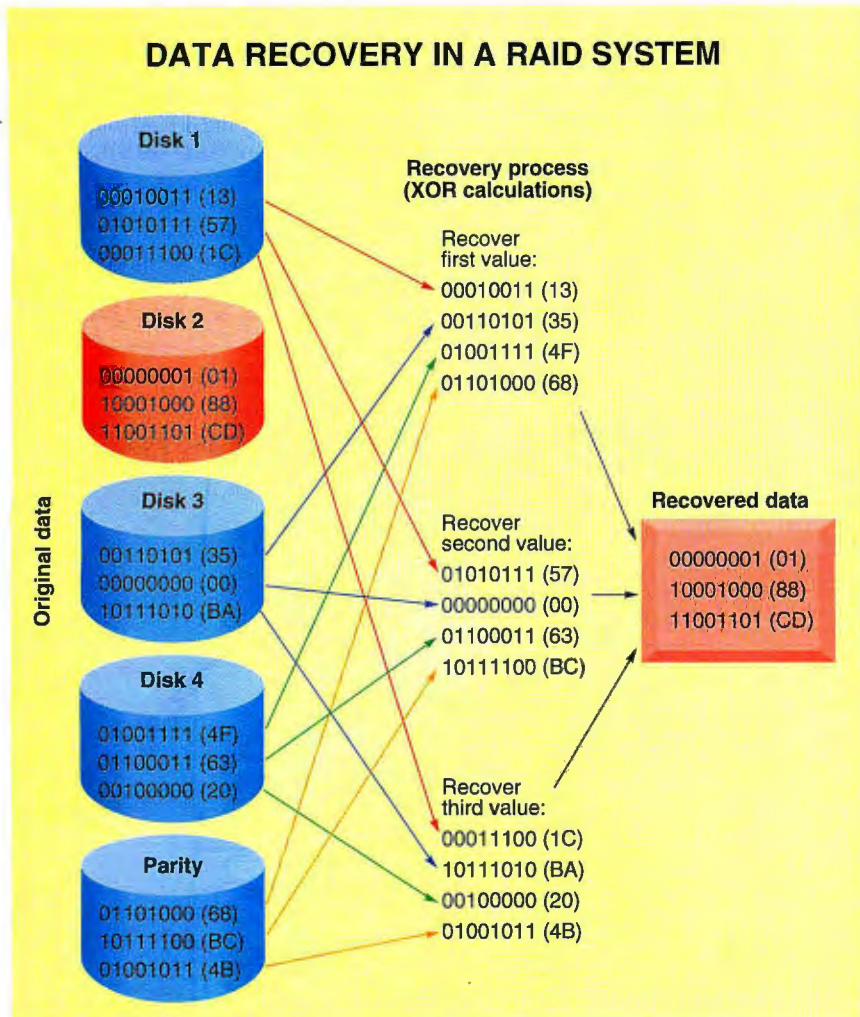 DATA RECOVERY IN A RAID SYSTEM
Disk 1
00010011 (13)
01010111 (57)
00011100 (1C)
Disk 2
00000001 (01)
10001000 (88)
11001101 (CD)
Disk 3
00110101 (35)
00000000 (00)
10111010 (BA)
Disk 4
01001111 (4F)
01100011 (63)
00100000 (20)
Parity
01101000 (68)
10111100 (BC)
01001011 (4B)
Original data
Recovery process
(XOR calculations)
Recover
first value:
00010011 (13)
00110101 (35)
01001111 (4F)
01101000 (68)
Recover
second value:
01010111 (57)
00000000 (00)
01100011 (63)
10111100 (BC)
Recover
third value:
00011100 (1C)
10111010 (BA)
00100000 (20)
01001011 (4B)
Recovered data
00000001 (01)
10001000 (88)
11001101 (CD)